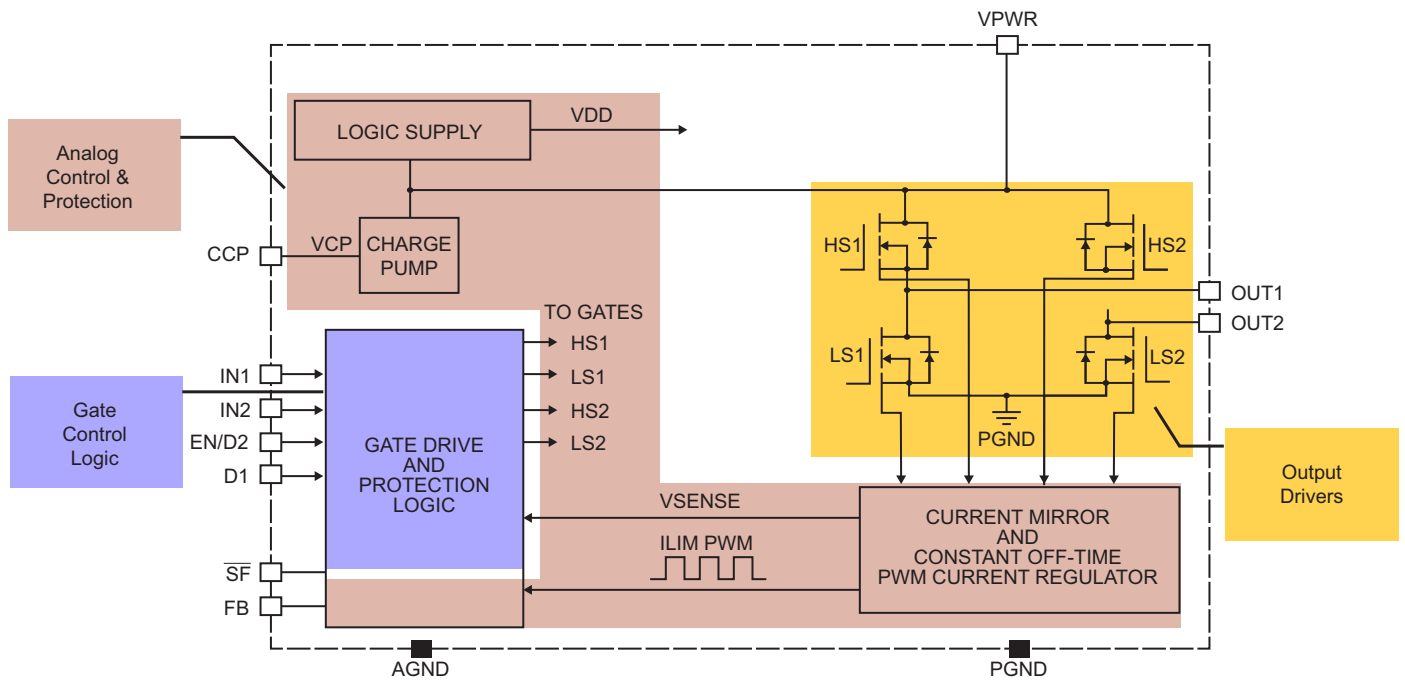 VPWR
LOGIC SUPPLY
VDD
Analog
Control &
Protection
CCP
VCP
CHARGE
PUMP
HS1
HS2
OUT1
OUT2
TO GATES
HS1
LS1
HS2
LS2
LS1
LS2
PGND
IN1
IN2
EN/D2
D1
Gate
Control
Logic
GATE DRIVE
AND
PROTECTION
LOGIC
Output
Drivers
VSENSE
ILIM PWM
CURRENT MIRROR
AND
CONSTANT OFF-TIME
PWM CURRENT REGULATOR
S̅F̅
FB
AGND
PGND